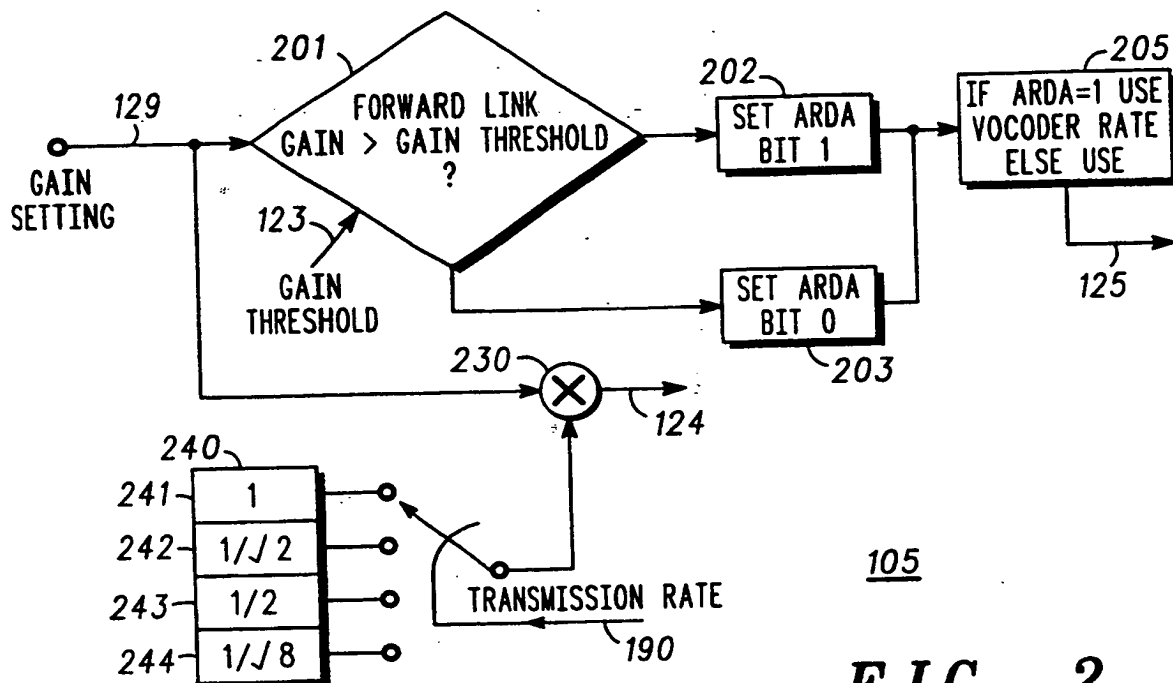 201
FORWARD LINK
GAIN > GAIN THRESHOLD
?
129
GAIN
SETTING
123
GAIN
THRESHOLD
202
SET ARDA
BIT 1
205
IF ARDA=1 USE
VOCODER RATE
ELSE USE
125
SET ARDA
BIT 0
203
230
124
240
241
1
242
1/√2
243
1/2
244
1/√8
TRANSMISSION RATE
190
105
FIG. 2